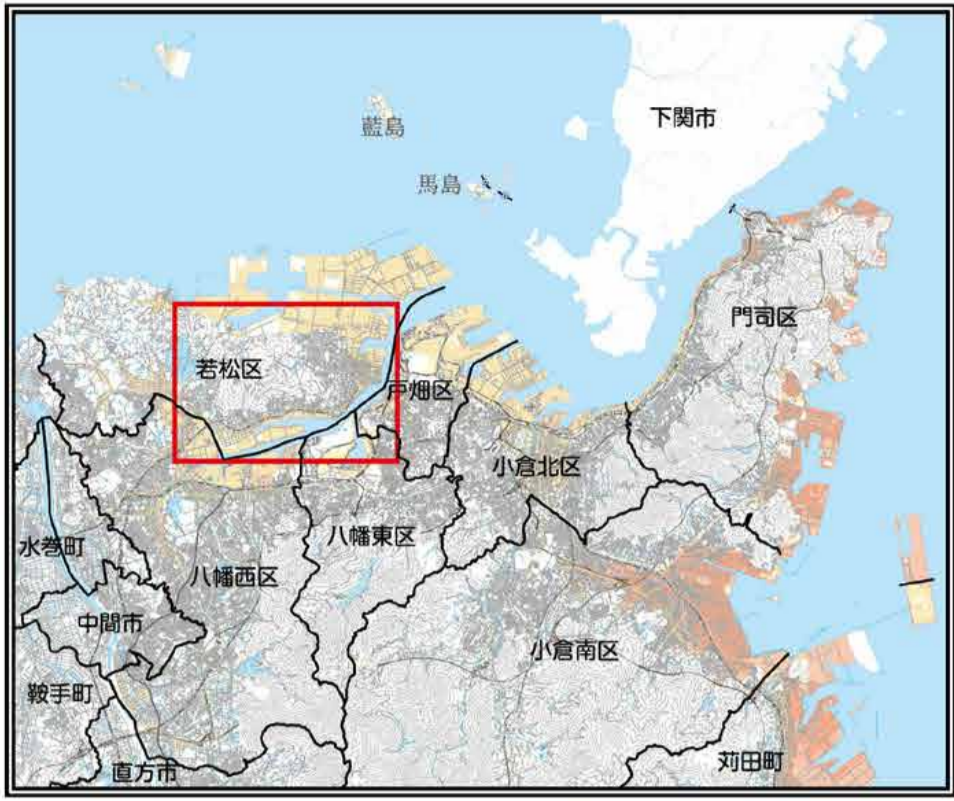 下関市
藍島
馬島
門司区
若松区
戸畑区
小倉北区
八幡東区
水巻町
八幡西区
中間市
小倉南区
鞍手町
直方市
苅田町